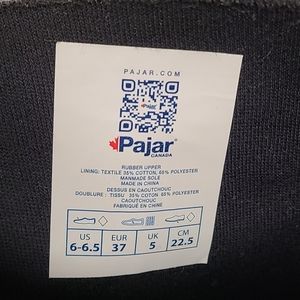 PAJAR.COM
Pajar
CANADA
RUBBER UPPER
LINING: TEXTILE 35% COTTON, 65% POLYESTER
MANMADE SOLE
MADE IN CHINA
DESSUS EN CAOUTCHOUC
DOUBLURE : TISSU 35% COTON 65% POLYESTER
CAOUTCHOUC
FABRIQUÉ EN CHINE
US EUR UK CM
6-6.5 37 5 22.5